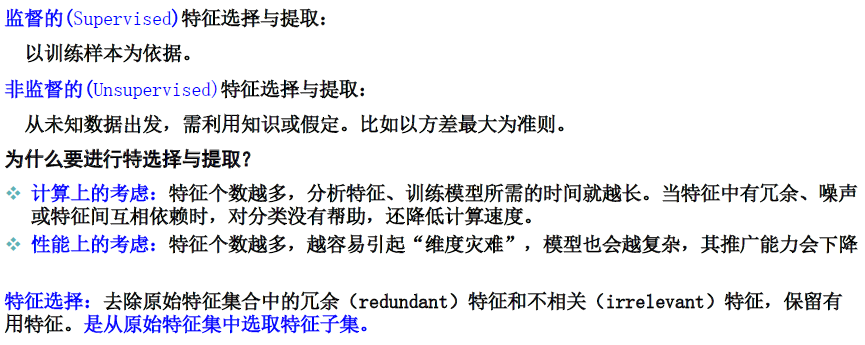 监督的(Supervised)特征选择与提取：
以训练样本为依据。
非监督的(Unsupervised)特征选择与提取：
从未知数据出发，需利用知识或假定。比如以方差最大为准则。
为什么要进行特选择与提取？
计算上的考虑：特征个数越多，分析特征、训练模型所需的时间就越长。当特征中有冗余、噪声
或特征间互相依赖时，对分类没有帮助，还降低计算速度。
性能上的考虑：特征个数越多，越容易引起“维度灾难”，模型也会越复杂，其推广能力会下降
特征选择：去除原始特征集合中的冗余（redundant）特征和不相关（irrelevant）特征，保留有
用特征。是从原始特征集中选取特征子集。